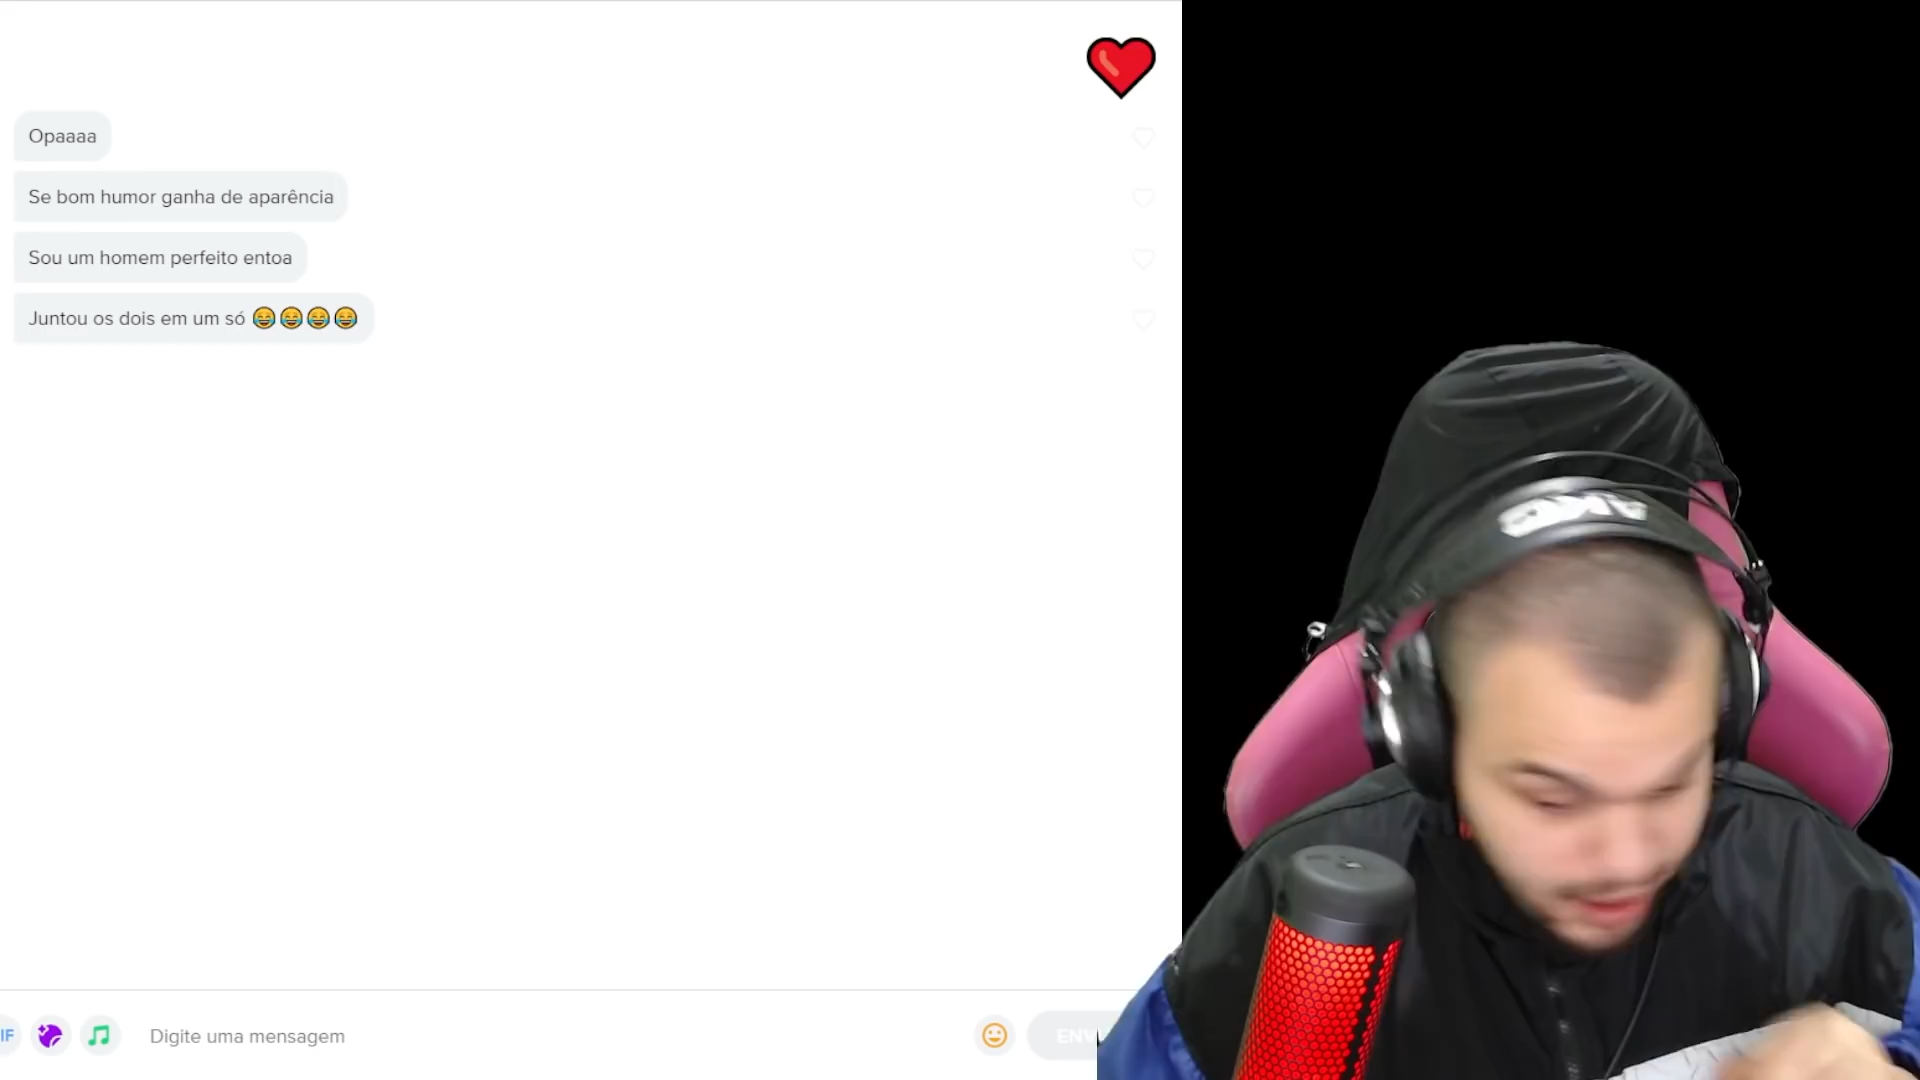 Opaaaa
Se bom humor ganha de aparência
Sou um homem perfeito entoa
Juntou os dois em um só 😂😂😂😂
IF
Digite uma mensagem